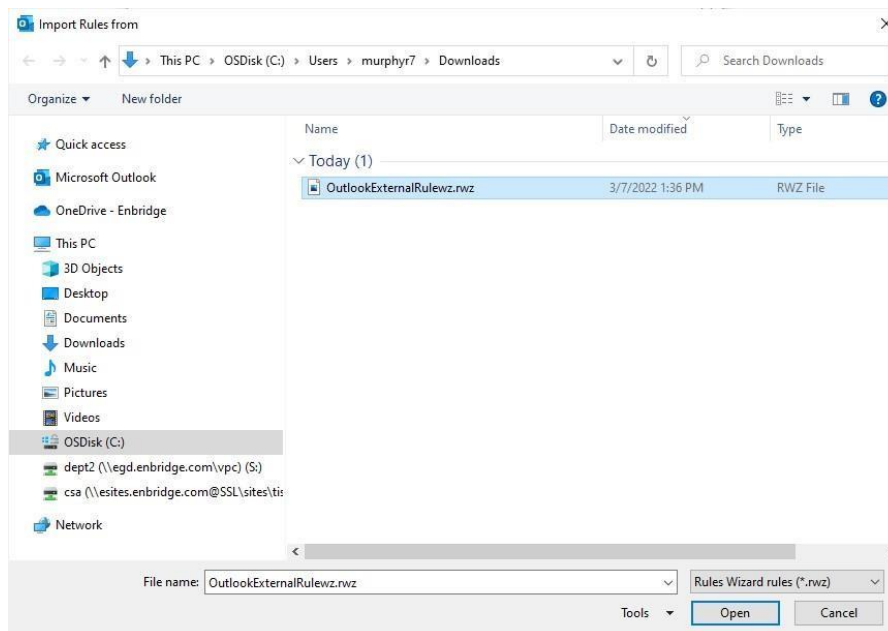 Import Rules from
This PC > OSDisk (C:) > Users > murphyr7 > Downloads
Search Downloads
Organize
New folder
Name
Date modified
Type
Quick access
Microsoft Outlook
OneDrive - Enbridge
This PC
3D Objects
Desktop
Documents
Downloads
Music
Pictures
Videos
OSDisk (C:)
dept2 (\\egd.enbridge.com\vpc) (S:)
csa (\\esites.enbridge.com@SSL\sites\tis
Network
Today (1)
OutlookExternalRulewz.rwz 3/7/2022 1:36 PM RWZ File
File name: OutlookExternalRulewz.rwz
Rules Wizard rules (*.rwz)
Tools
Open
Cancel